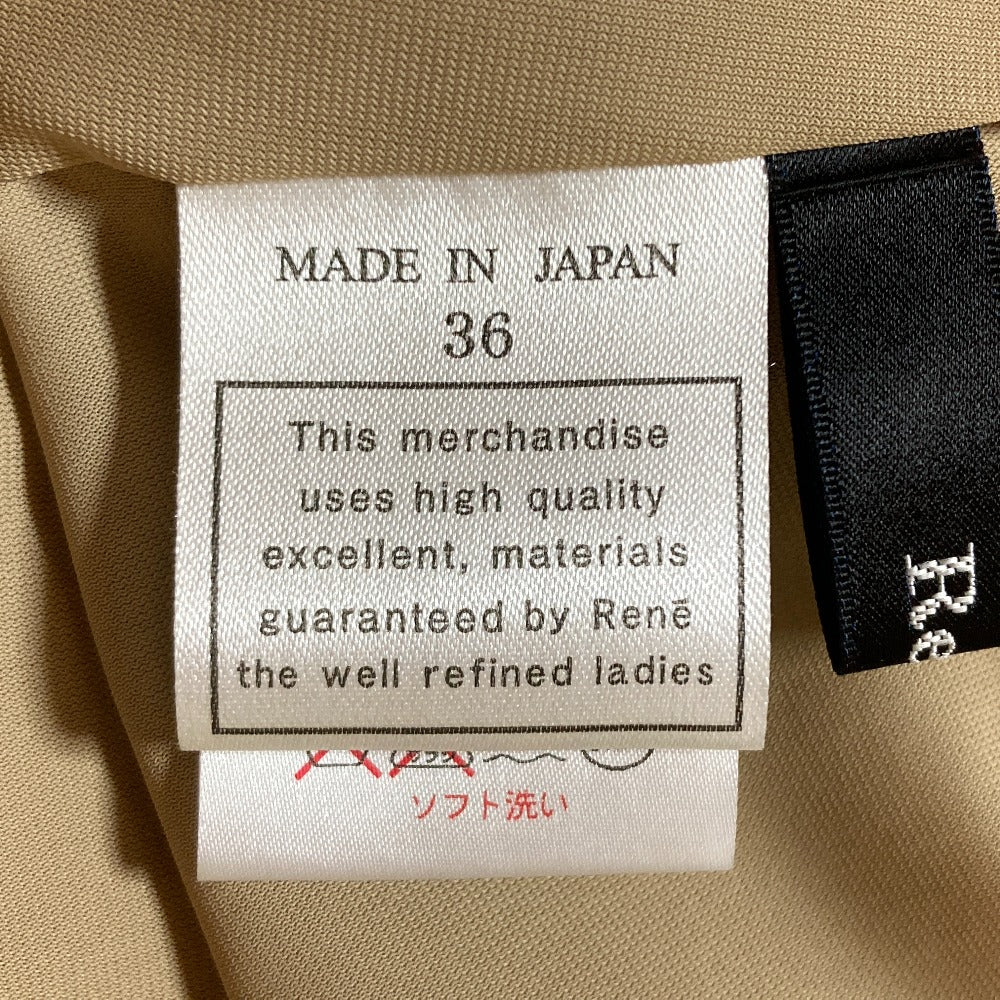 MADE IN JAPAN
36
This merchandise
uses high quality
excellent, materials
guaranteed by Renē
the well refined ladies
ソフト洗い
Re